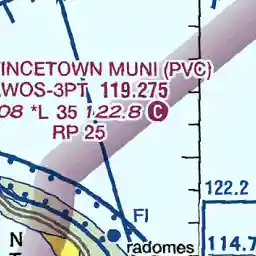 INCETOWN MUNI (PVC)
WOS-3PT 119.275
08 *L 35 122.8 C
RP 25
122.2
Fl
114.7
N
radomes